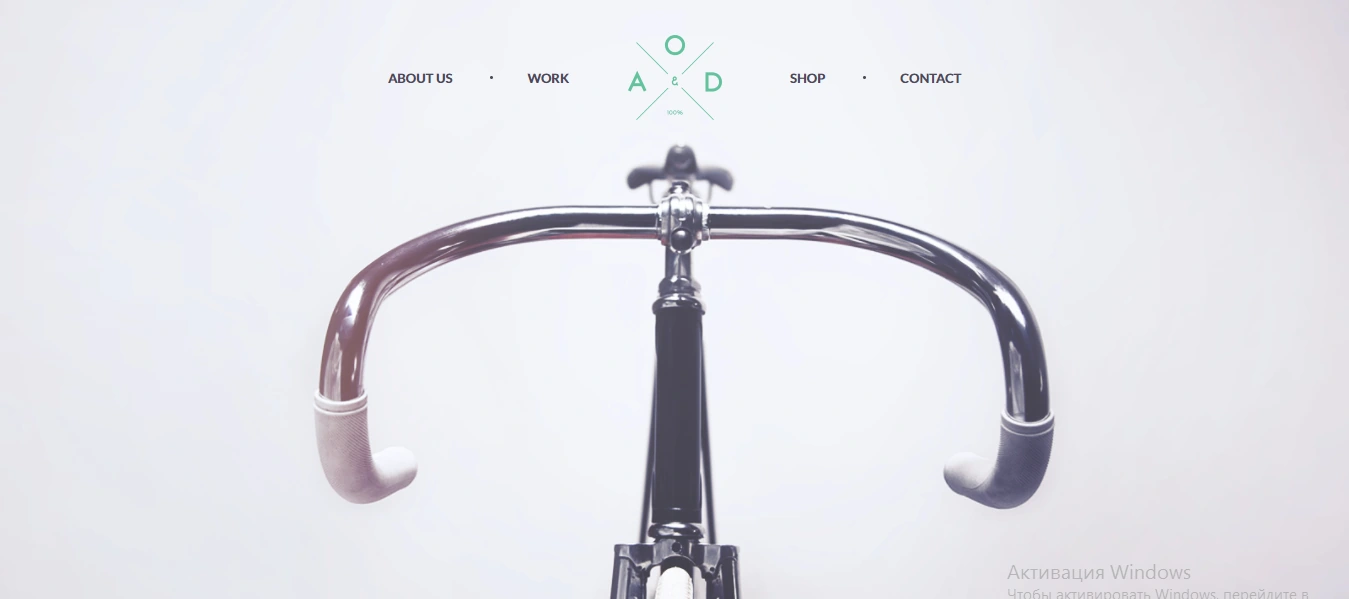 O
ABOUT US • WORK A & D SHOP • CONTACT
100%
Активация Windows
Чтобы активировать Windows, перейдите в